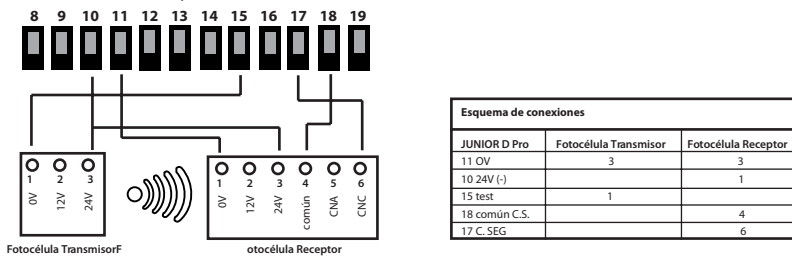 8 9 10 11 12 13 14 15 16 17 18 19
1 2 3
0V 12V 24V
1 2 3 4 5 6
0V 12V 24V común CNA CNC
Fotocélula TransmisorF otocélula Receptor
Esquema de conexiones
JUNIOR D Pro Fotocélula Transmisor Fotocélula Receptor
11 OV 3 3
10 24V (-) 1
15 test 1
18 común C.S. 4
17 C. SEG 6